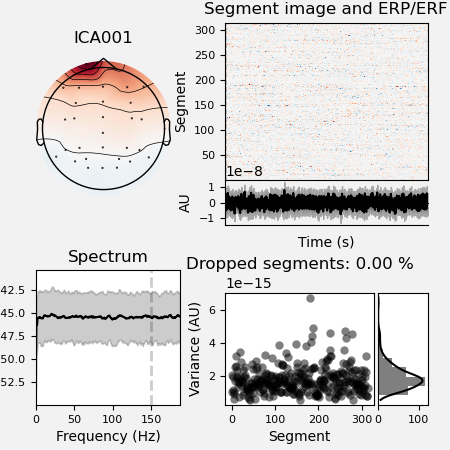 Segment image and ERP/ERF
ICA001
Segment
300
250
200
150
100
50
1e−8
AU
1
0
−1
Time (s)
Spectrum
Dropped segments: 0.00 %
1e−15
42.5
45.0
47.5
50.0
52.5
0 50 100 150
Frequency (Hz)
Variance (AU)
6
4
2
0 100 200 300
Segment
0 100